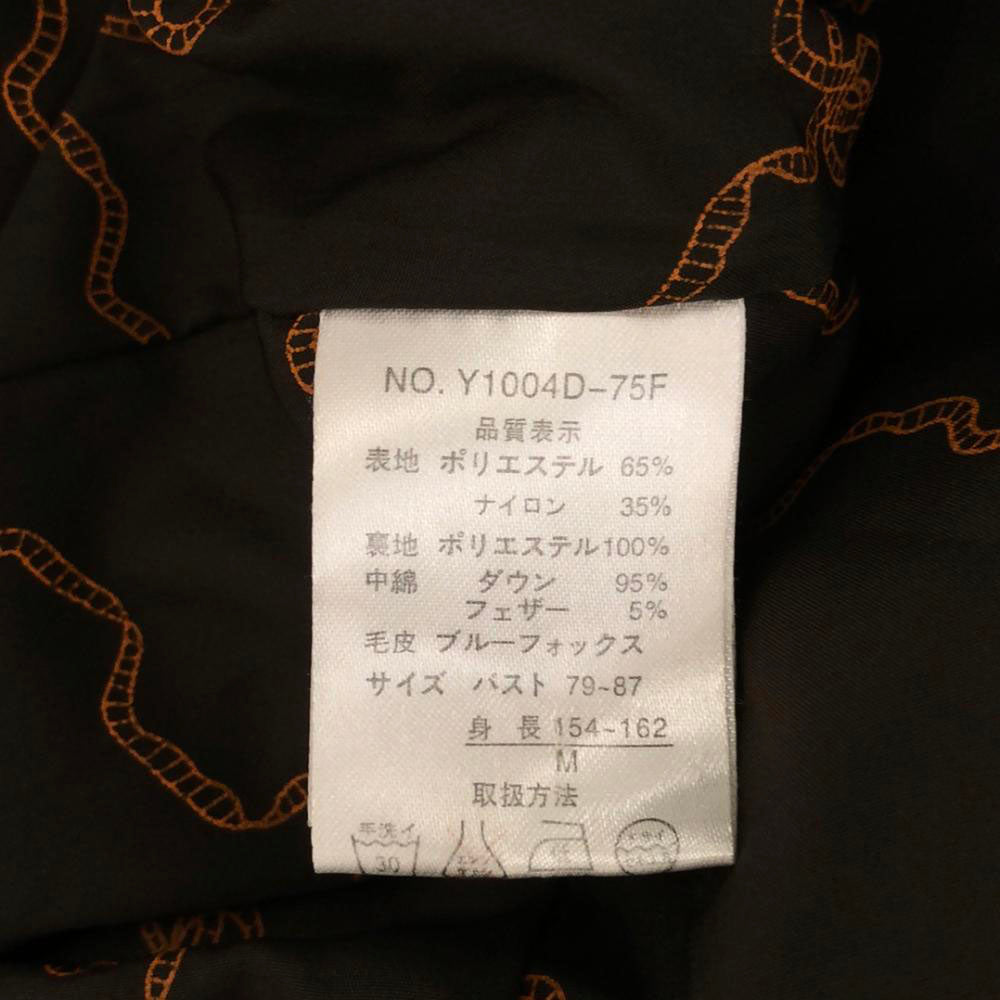 NO. Y1004D-75F
品質表示
表地 ポリエステル 65%
ナイロン 35%
裏地 ポリエステル100%
中綿 ダウン 95%
フェザー 5%
毛皮 ブルーフォックス
サイズ バスト 79~87
身 長 154~162
M
取扱方法
手洗イ
30